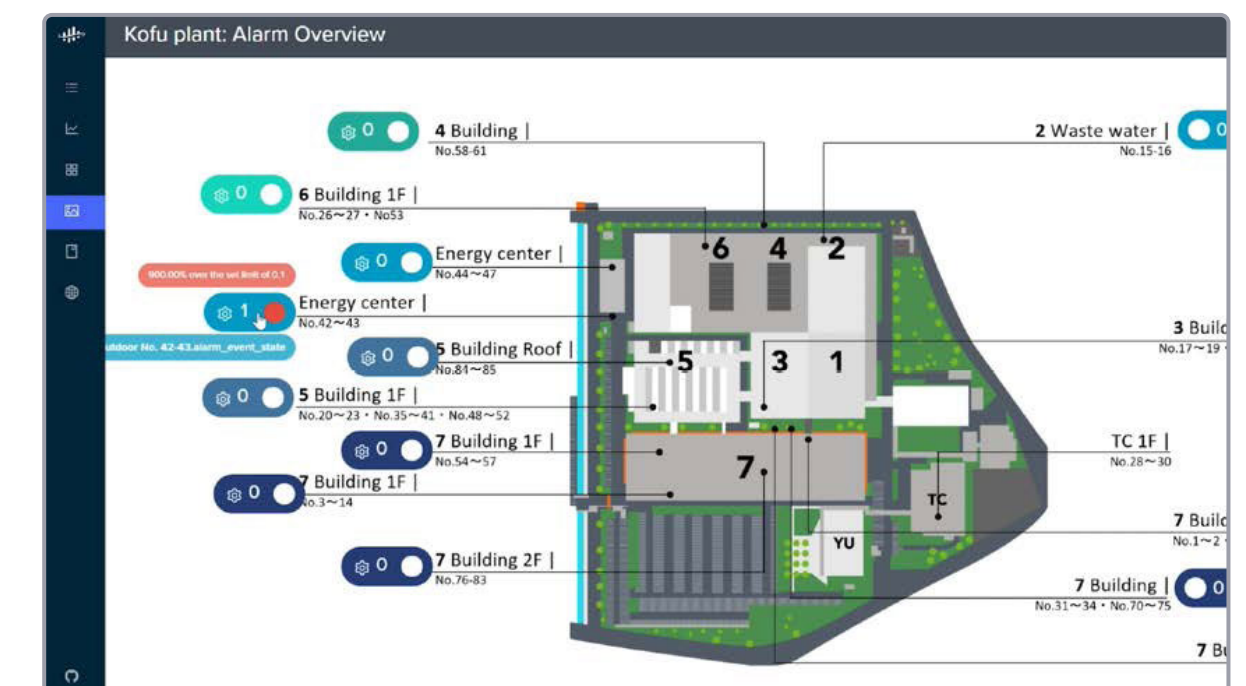 Kofu plant: Alarm Overview
0 4 Building |
No.58-61
2 Waste water | 0
No.15-16
0 6 Building 1F |
No.26～27・No53
0 Energy center |
No.44～47
900.00% over the set limit of 0.1
1 Energy center |
No.42～43
No. 42-43.alarm_event_state
0 5 Building Roof |
No.84～85
0 5 Building 1F |
No.20～23・No.35～41・No.48～52
0 7 Building 1F |
No.54～57
0 7 Building 1F |
No.3～14
0 7 Building 2F |
No.76-83
6 4 2
5 3 1
7
TC
YU
3
No.17～19
TC 1F |
No.28～30
7
No.1～2
7 Building | 0
No.31～34・No.70～75
7